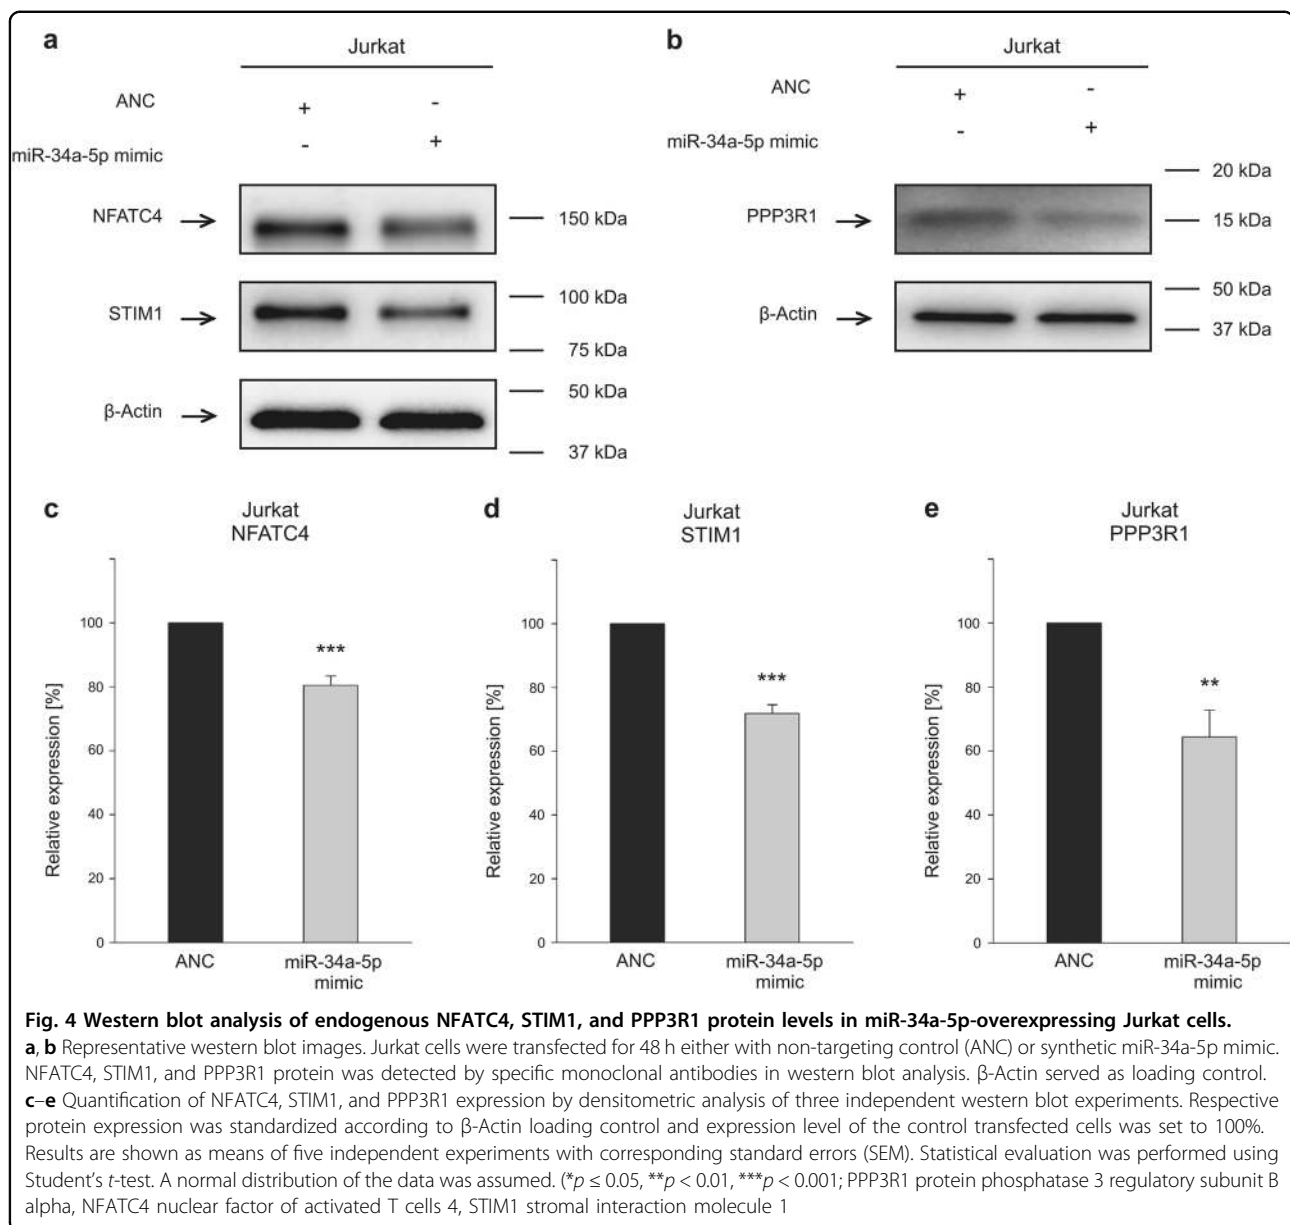 a
Jurkat
ANC + -
miR-34a-5p mimic - +
NFATC4
150 kDa
STIM1
100 kDa
75 kDa
β-Actin
50 kDa
37 kDa
b
Jurkat
ANC + -
miR-34a-5p mimic - +
20 kDa
PPP3R1
15 kDa
50 kDa
β-Actin
37 kDa
c
Jurkat
NFATC4
Relative expression [%]
100
80
60
40
20
0
***
ANC
miR-34a-5p
mimic
d
Jurkat
STIM1
Relative expression [%]
100
80
60
40
20
0
***
ANC
miR-34a-5p
mimic
e
Jurkat
PPP3R1
Relative expression [%]
100
80
60
40
20
0
**
ANC
miR-34a-5p
mimic
Fig. 4 Western blot analysis of endogenous NFATC4, STIM1, and PPP3R1 protein levels in miR-34a-5p-overexpressing Jurkat cells.
a, b Representative western blot images. Jurkat cells were transfected for 48 h either with non-targeting control (ANC) or synthetic miR-34a-5p mimic.
NFATC4, STIM1, and PPP3R1 protein was detected by specific monoclonal antibodies in western blot analysis. β-Actin served as loading control.
c–e Quantification of NFATC4, STIM1, and PPP3R1 expression by densitometric analysis of three independent western blot experiments. Respective
protein expression was standardized according to β-Actin loading control and expression level of the control transfected cells was set to 100%.
Results are shown as means of five independent experiments with corresponding standard errors (SEM). Statistical evaluation was performed using
Student's t-test. A normal distribution of the data was assumed. (*p ≤ 0.05, **p < 0.01, ***p < 0.001; PPP3R1 protein phosphatase 3 regulatory subunit B
alpha, NFATC4 nuclear factor of activated T cells 4, STIM1 stromal interaction molecule 1